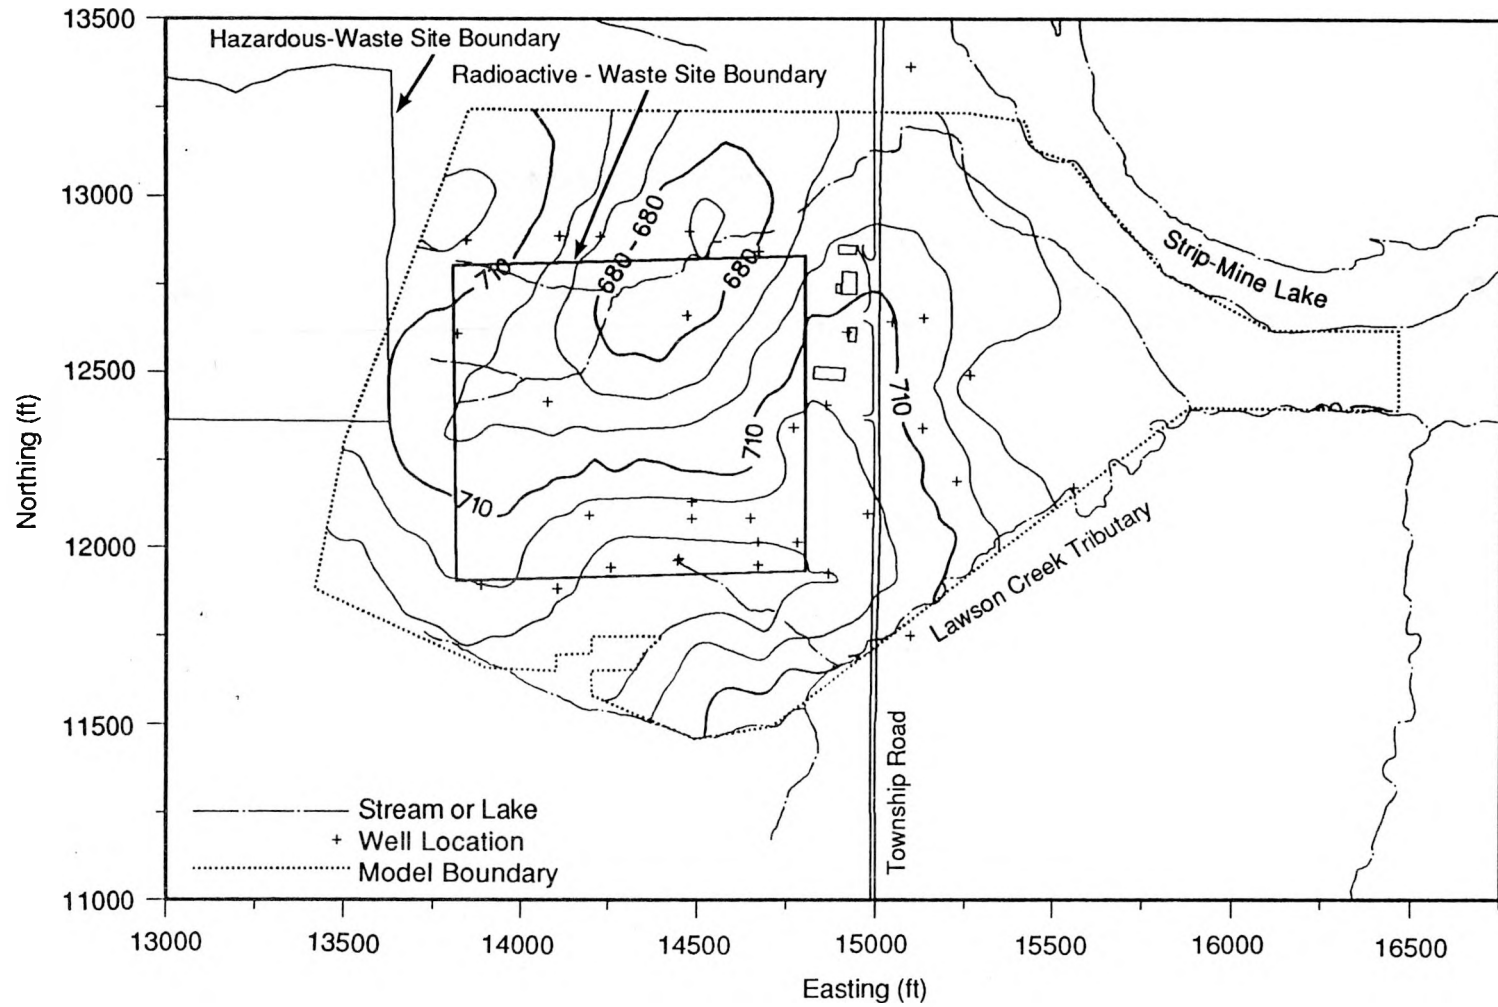 Hazardous-Waste Site Boundary
Radioactive - Waste Site Boundary
13500
13000
12500
12000
11500
11000
Northing (ft)
680 - 680
680
710
710
710
710
Strip-Mine Lake
Lawson Creek Tributary
Township Road
Stream or Lake
+ Well Location
Model Boundary
13000 13500 14000 14500 15000 15500 16000 16500
Easting (ft)